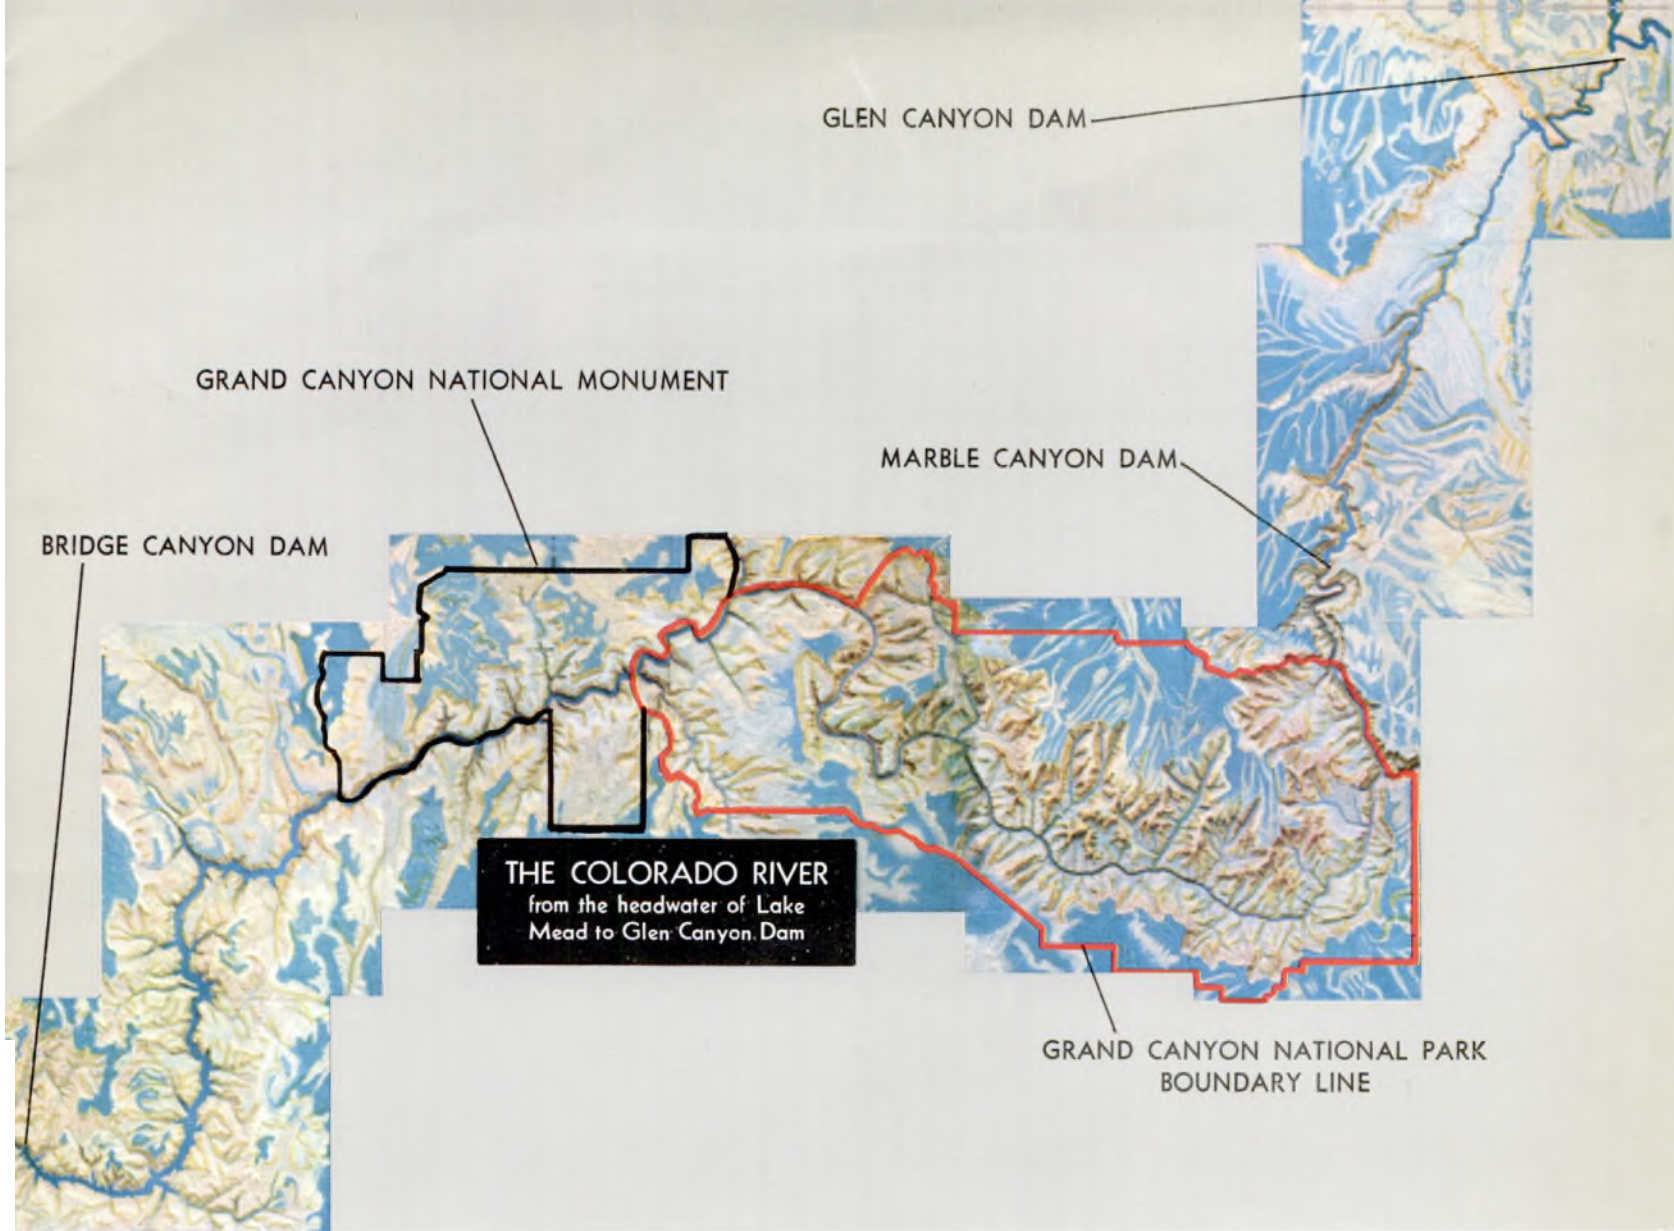 GLEN CANYON DAM
GRAND CANYON NATIONAL MONUMENT
MARBLE CANYON DAM
BRIDGE CANYON DAM
THE COLORADO RIVER
from the headwater of Lake
Mead to Glen Canyon Dam
GRAND CANYON NATIONAL PARK
BOUNDARY LINE